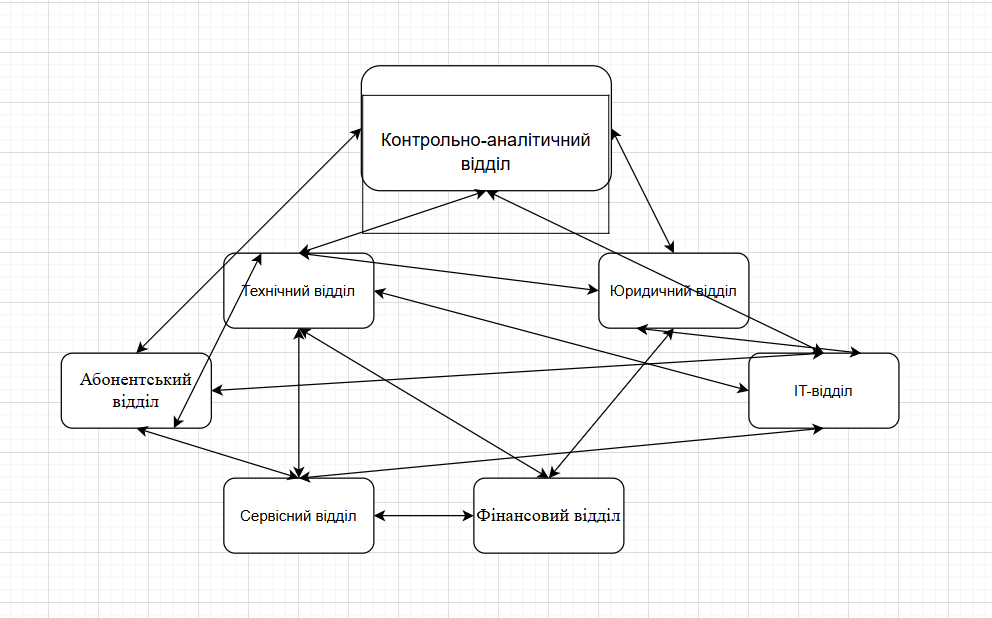 Контрольно-аналітичний
відділ
Технічний відділ
Юридичний відділ
Абонентський
відділ
ІТ-відділ
Сервісний відділ
Фінансовий відділ